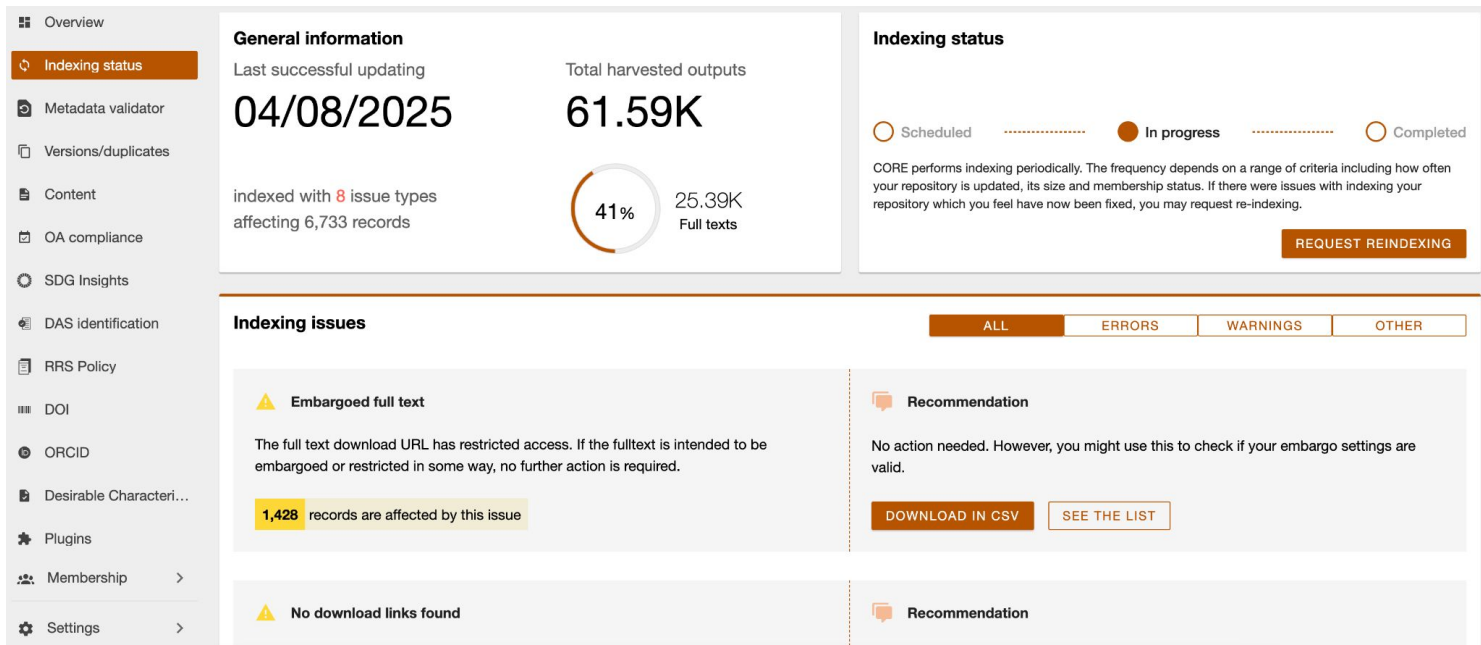 Overview
Indexing status
Metadata validator
Versions/duplicates
Content
OA compliance
SDG Insights
DAS identification
RRS Policy
DOI
ORCID
Desirable Characteri...
Plugins
Membership
Settings
General information
Last successful updating
04/08/2025
Total harvested outputs
61.59K
indexed with 8 issue types
affecting 6,733 records
41%
25.39K
Full texts
Indexing status
Scheduled
In progress
Completed
CORE performs indexing periodically. The frequency depends on a range of criteria including how often
your repository is updated, its size and membership status. If there were issues with indexing your
repository which you feel have now been fixed, you may request re-indexing.
REQUEST REINDEXING
Indexing issues
ALL
ERRORS
WARNINGS
OTHER
Embargoed full text
The full text download URL has restricted access. If the fulltext is intended to be
embargoed or restricted in some way, no further action is required.
1,428 records are affected by this issue
Recommendation
No action needed. However, you might use this to check if your embargo settings are
valid.
DOWNLOAD IN CSV
SEE THE LIST
No download links found
Recommendation